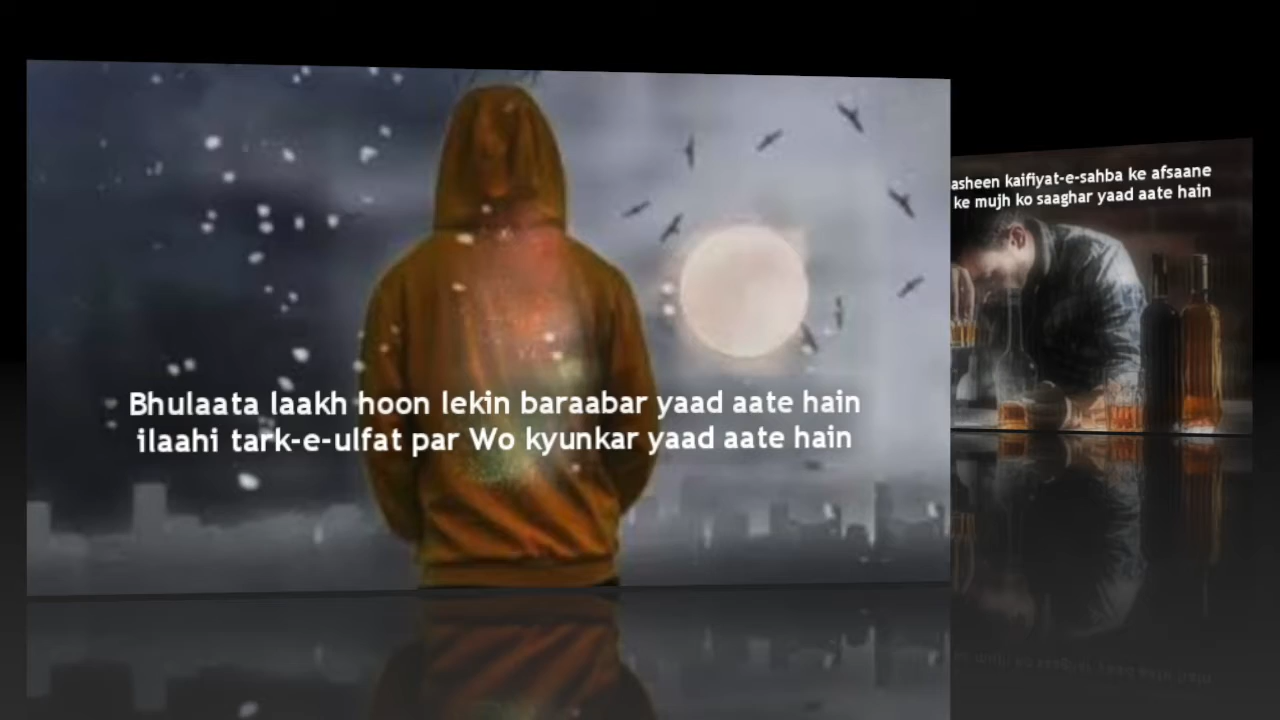 Bhulaata laakh hoon lekin baraabar yaad aate hain
ilaahi tark-e-ulfat par Wo kyunkar yaad aate hain
asheen kaifiyat-e-sahba ke afsaane
ke mujh ko saaghar yaad aate hain